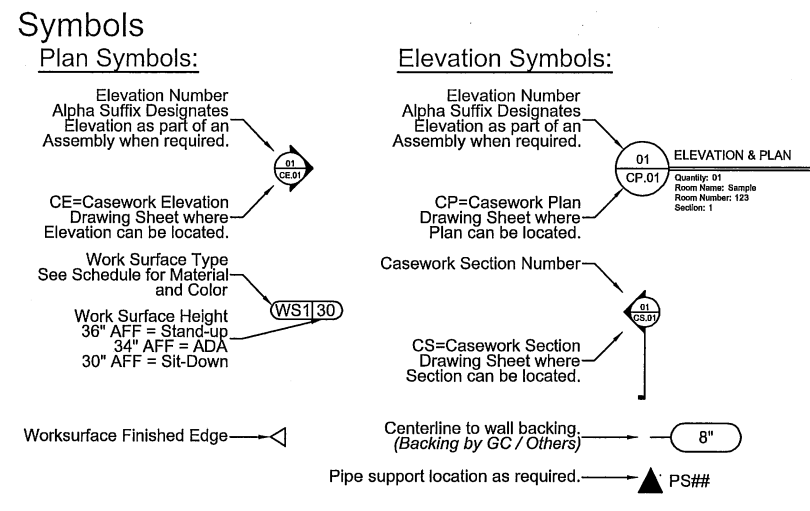 Symbols
Plan Symbols:
Elevation Number
Alpha Suffix Designates
Elevation as part of an
Assembly when required.
01
CE.01
CE=Casework Elevation
Drawing Sheet where
Elevation can be located.
Work Surface Type
See Schedule for Material
and Color
WS1 30
Work Surface Height
36" AFF = Stand-up
34" AFF = ADA
30" AFF = Sit-Down
Worksurface Finished Edge
Elevation Symbols:
Elevation Number
Alpha Suffix Designates
Elevation as part of an
Assembly when required.
01
CP.01
ELEVATION & PLAN
Quantity: 01
Room Name: Sample
Room Number: 123
Section: 1
CP=Casework Plan
Drawing Sheet where
Plan can be located.
Casework Section Number
01
CS.01
CS=Casework Section
Drawing Sheet where
Section can be located.
Centerline to wall backing.
(Backing by GC / Others)
8"
Pipe support location as required.
PS##